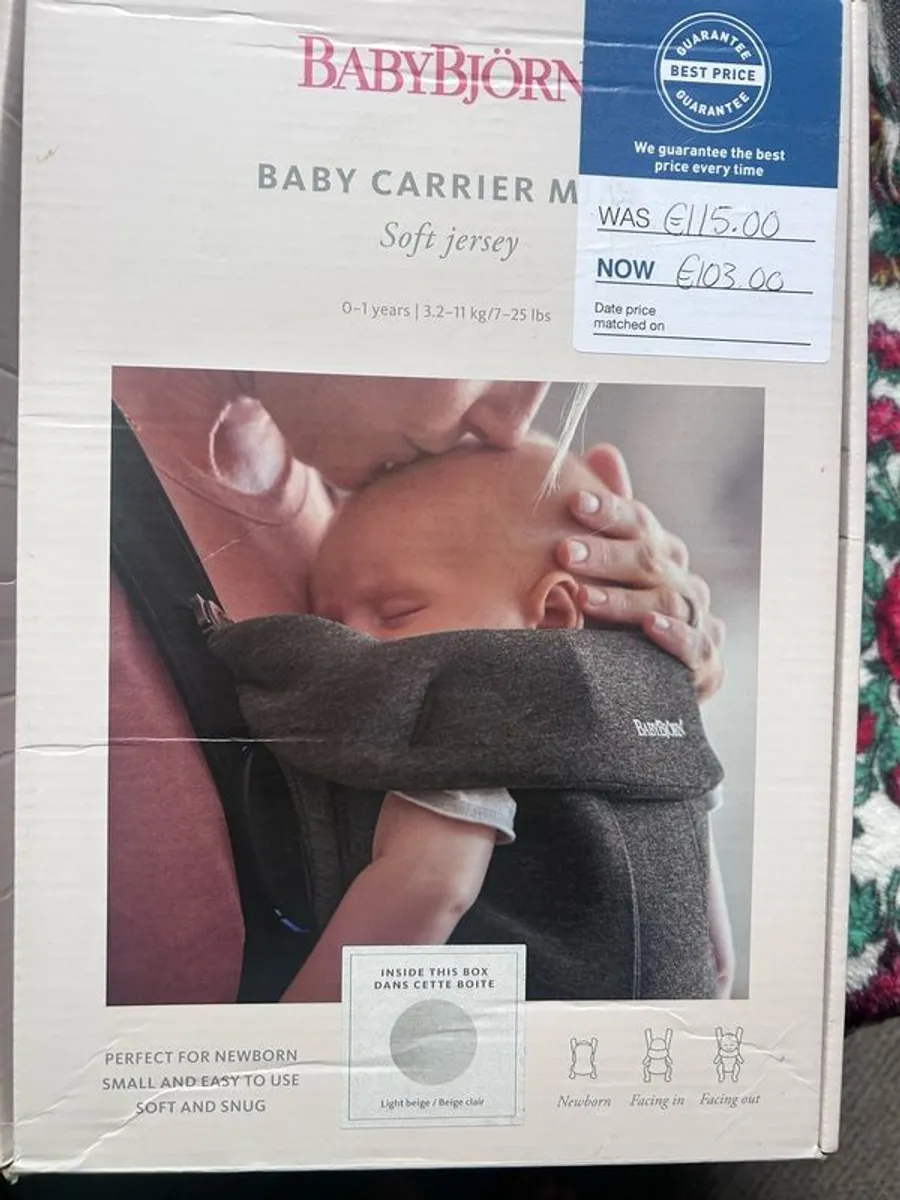 BABYBJÖRN
BABY CARRIER M
Soft jersey
0-1 years | 3.2–11 kg/7–25 lbs
GUARANTEE
BEST PRICE
GUARANTEE
We guarantee the best
price every time
WAS €115.00
NOW €103.00
Date price
matched on
BABYBJÖRN
INSIDE THIS BOX
DANS CETTE BOITE
Light beige / Beige clair
PERFECT FOR NEWBORN
SMALL AND EASY TO USE
SOFT AND SNUG
Newborn
Facing in
Facing out